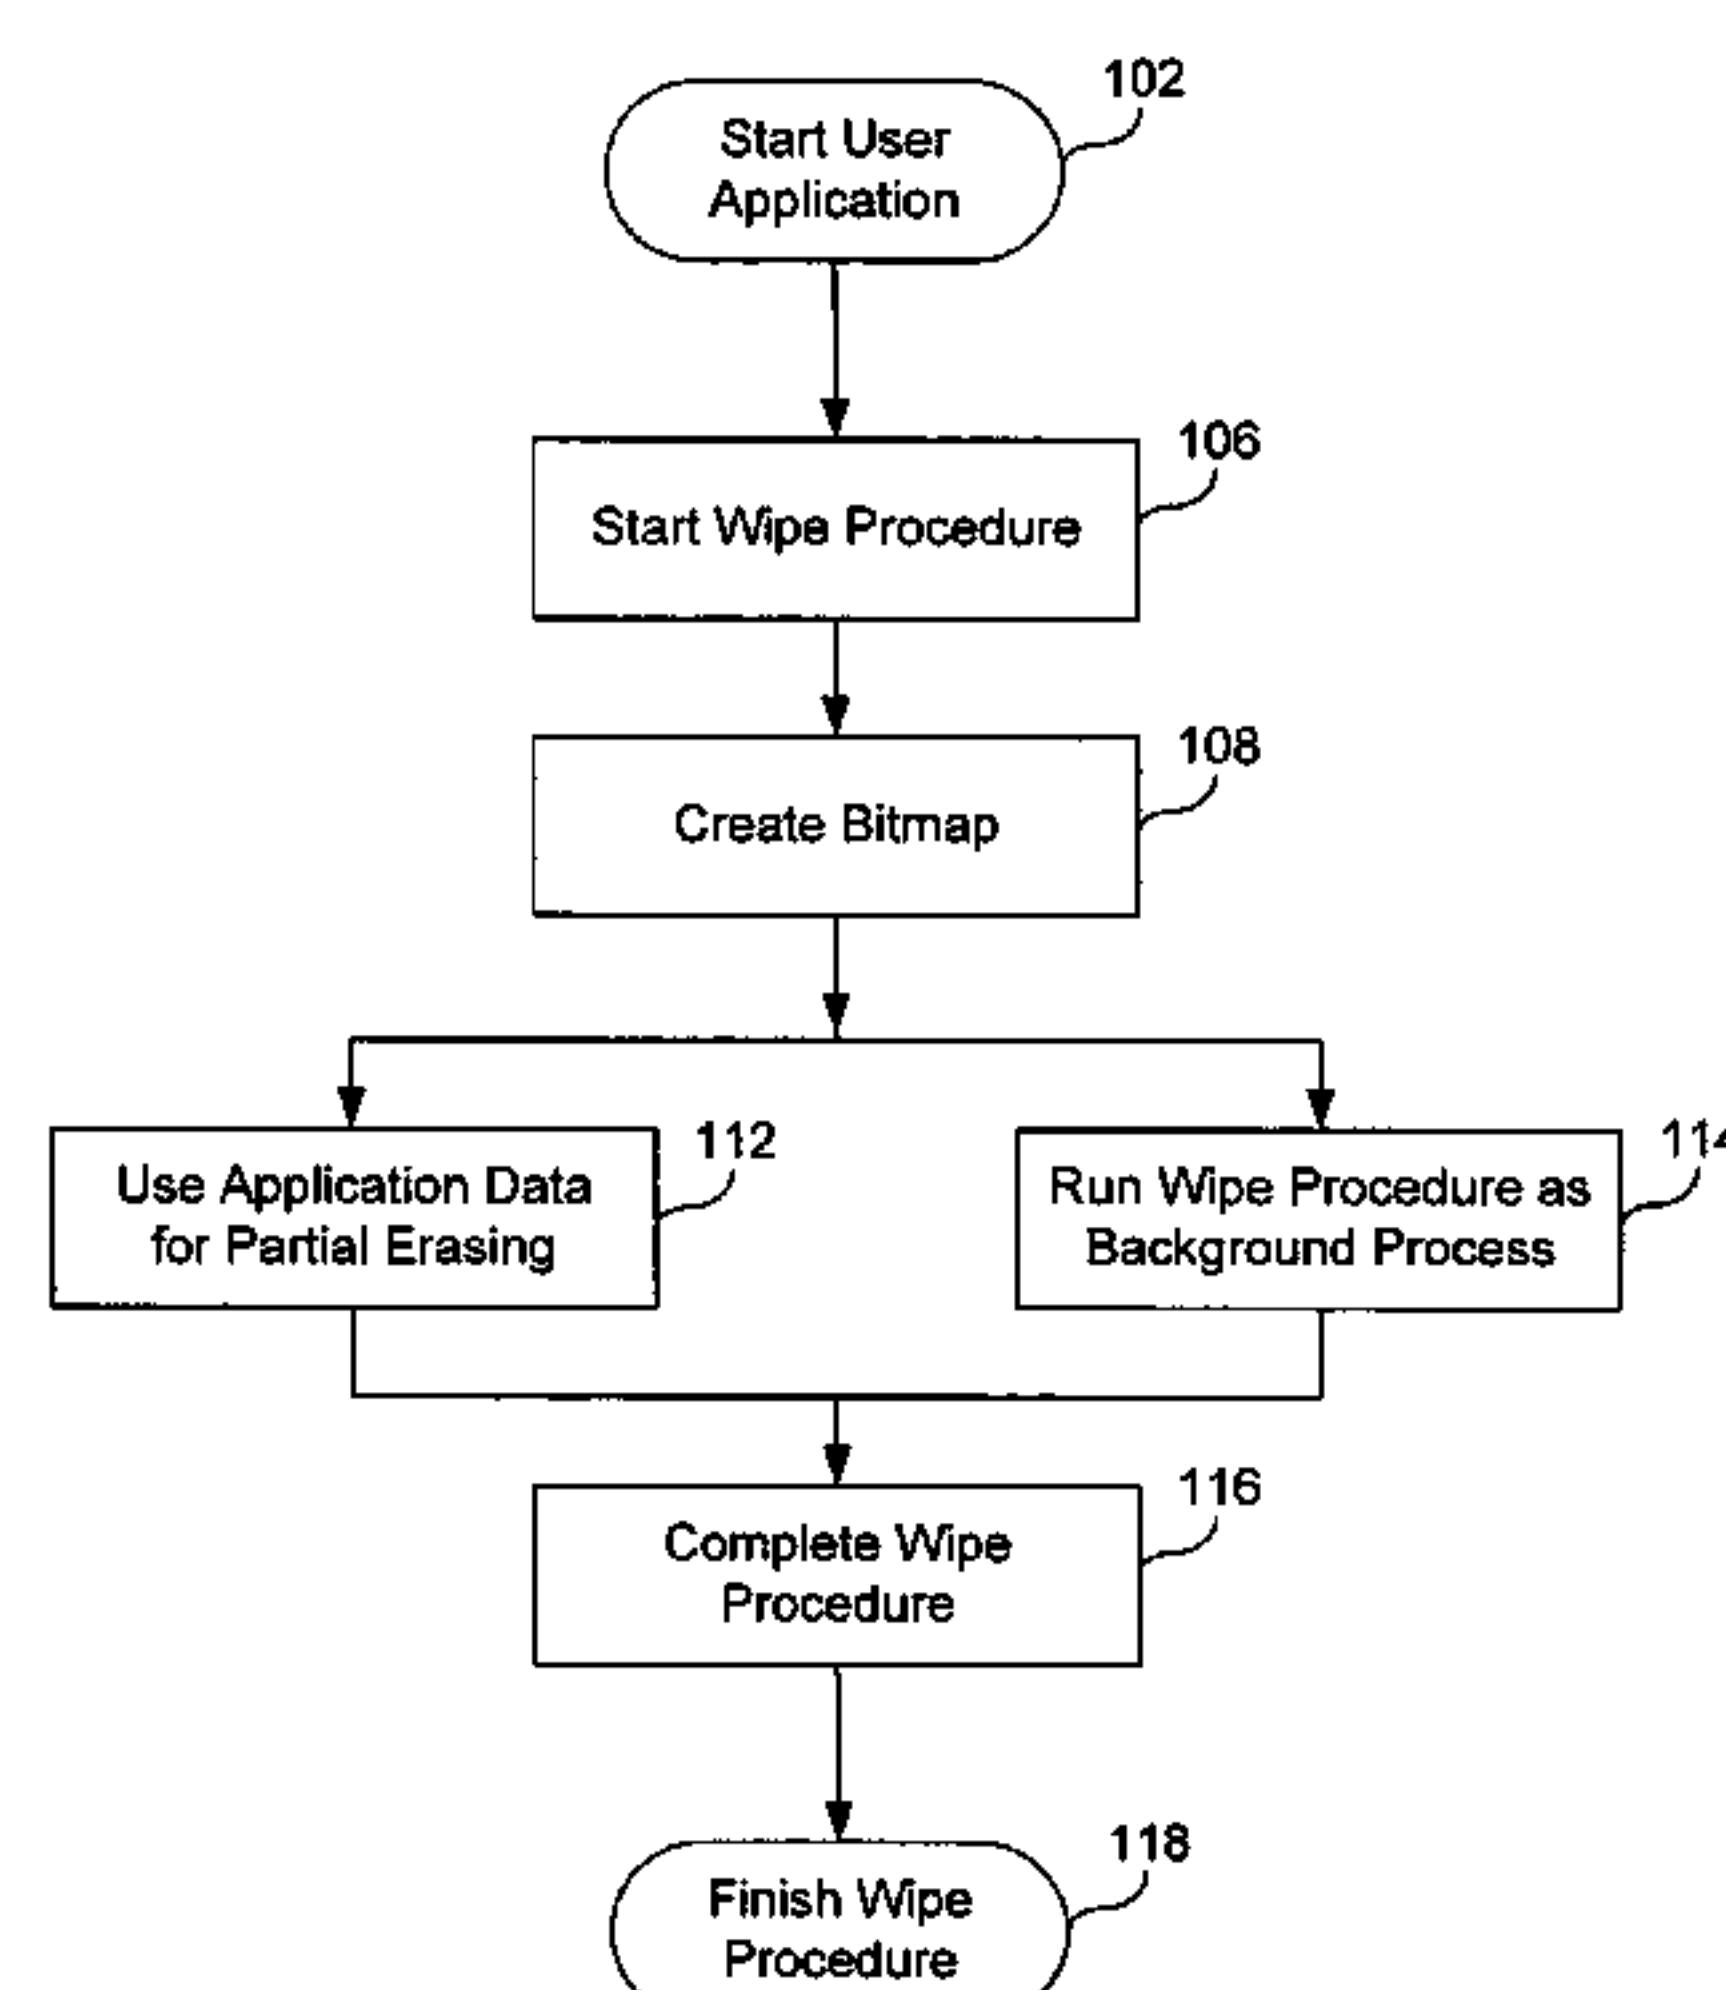 102
Start User
Application
106
Start Wipe Procedure
108
Create Bitmap
112
Use Application Data
for Partial Erasing
114
Run Wipe Procedure as
Background Process
116
Complete Wipe
Procedure
118
Finish Wipe
Procedure